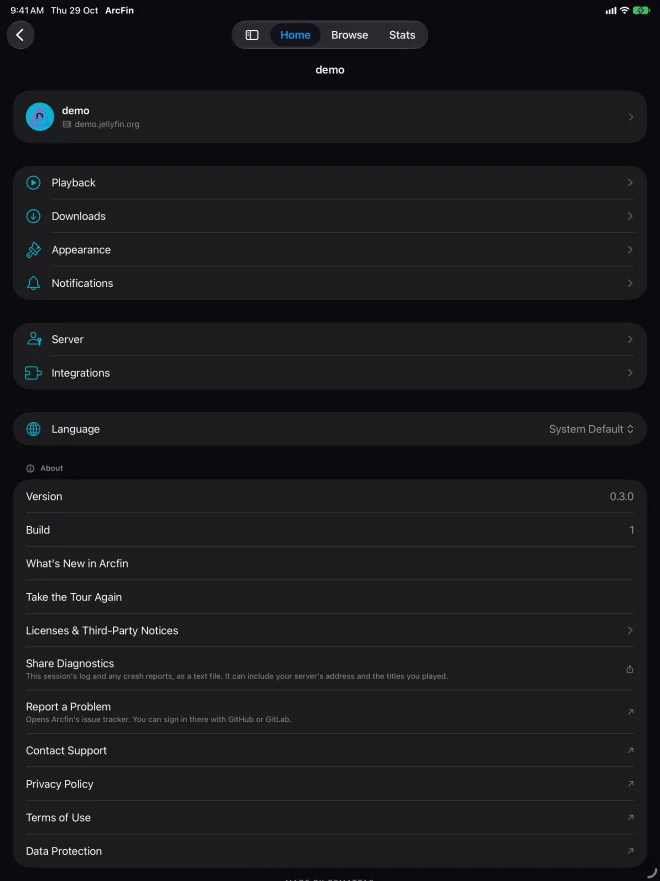 9:41 AM Thu 29 Oct ArcFin
Home Browse Stats
demo
demo
demo.jellyfin.org
Playback
Downloads
Appearance
Notifications
Server
Integrations
Language System Default
About
Version 0.3.0
Build 1
What's New in Arcfin
Take the Tour Again
Licenses & Third-Party Notices
Share Diagnostics
This session's log and any crash reports, as a text file. It can include your server's address and the titles you played.
Report a Problem
Opens Arcfin's issue tracker. You can sign in there with GitHub or GitLab.
Contact Support
Privacy Policy
Terms of Use
Data Protection